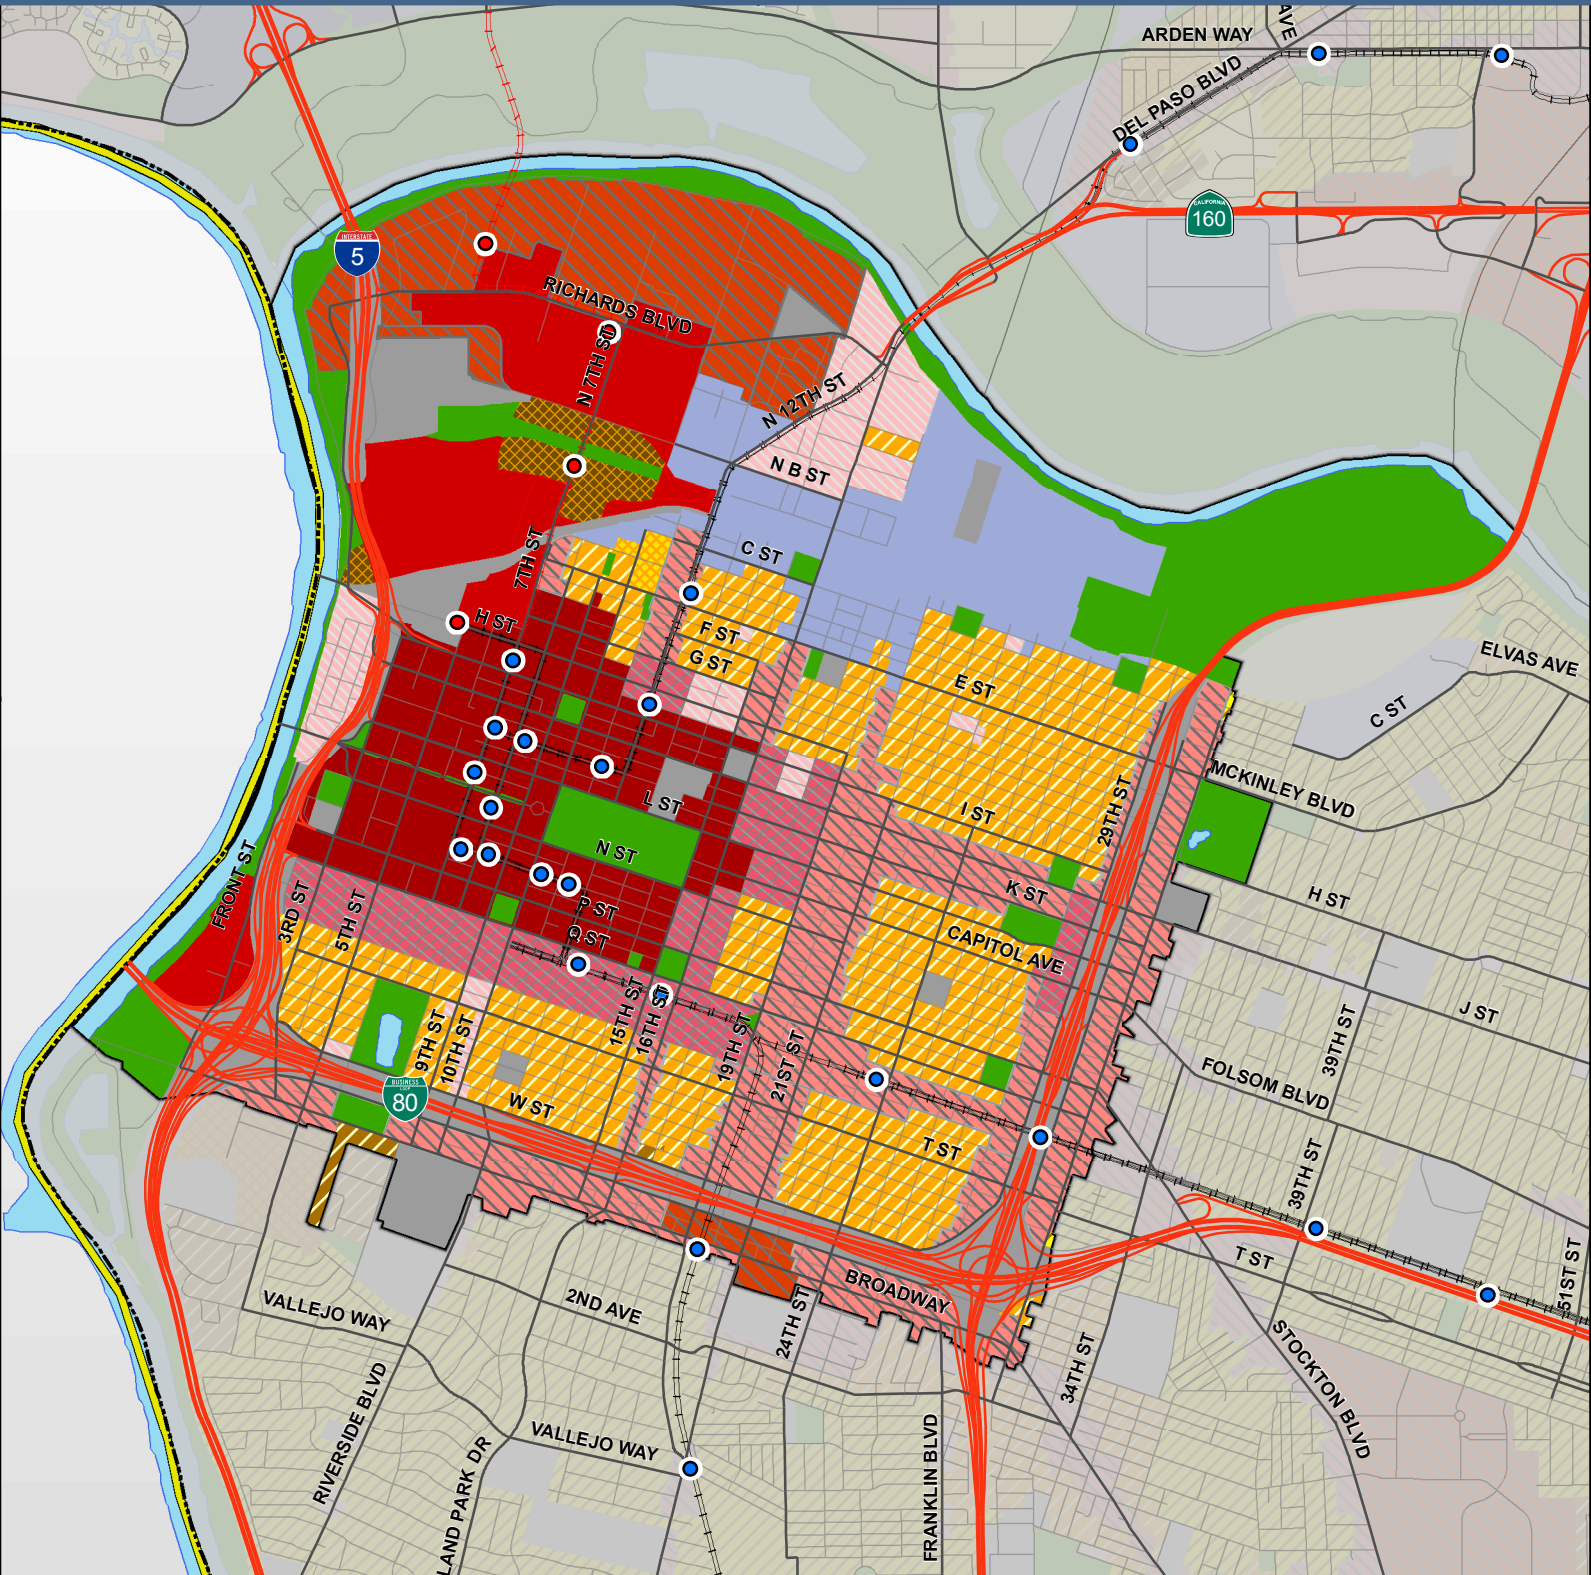 ARDEN WAY
AVE
DEL PASO BLVD
CALIFORNIA
160
INTERSTATE
5
RICHARDS BLVD
N 7TH ST
N 12TH ST
N B ST
C ST
7TH ST
H ST
F ST
G ST
E ST
ELVAS AVE
C ST
MCKINLEY BLVD
L ST
I ST
29TH ST
N ST
K ST
H ST
FRONT ST
3RD ST
5TH ST
P ST
Q ST
CAPITOL AVE
J ST
9TH ST
10TH ST
15TH ST
16TH ST
19TH ST
21ST ST
39TH ST
FOLSOM BLVD
BUSINESS
LOOP
80
W ST
T ST
39TH ST
T ST
51ST ST
BROADWAY
VALLEJO WAY
2ND AVE
24TH ST
34TH ST
STOCKTON BLVD
RIVERSIDE BLVD
LAND PARK DR
VALLEJO WAY
FRANKLIN BLVD